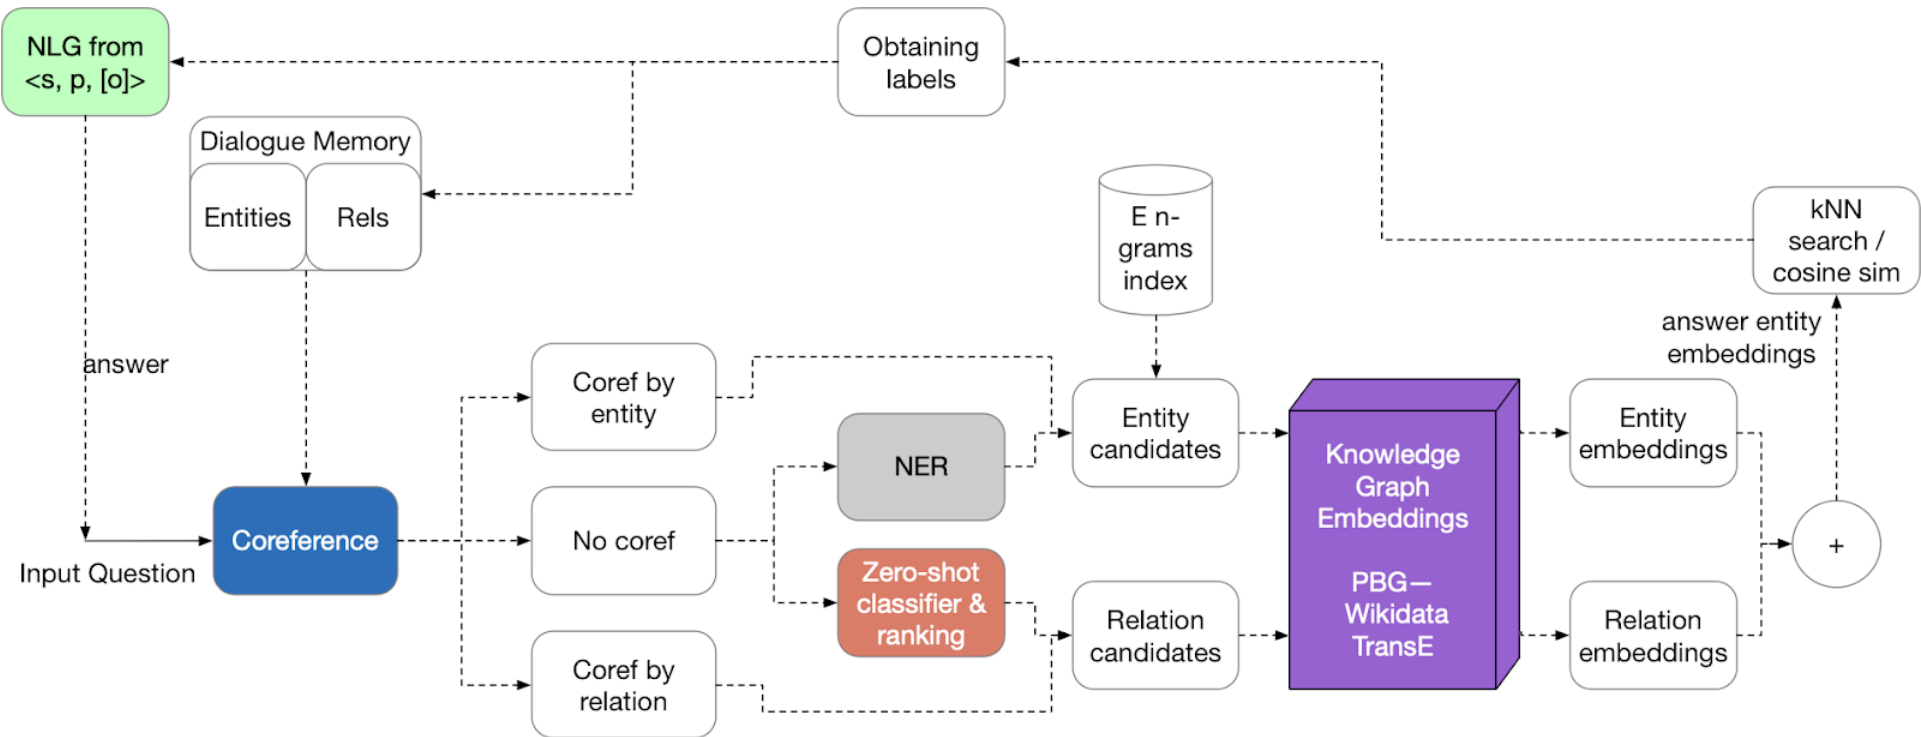 NLG from
<s, p, [o]>
Obtaining
labels
Dialogue Memory
Entities
Rels
E n-
grams
index
kNN
search /
cosine sim
answer entity
embeddings
answer
Coref by
entity
Entity
candidates
Entity
embeddings
NER
Knowledge
Graph
Embeddings
PBG—
Wikidata
TransE
Coreference
No coref
+
Input Question
Zero-shot
classifier &
ranking
Relation
candidates
Relation
embeddings
Coref by
relation